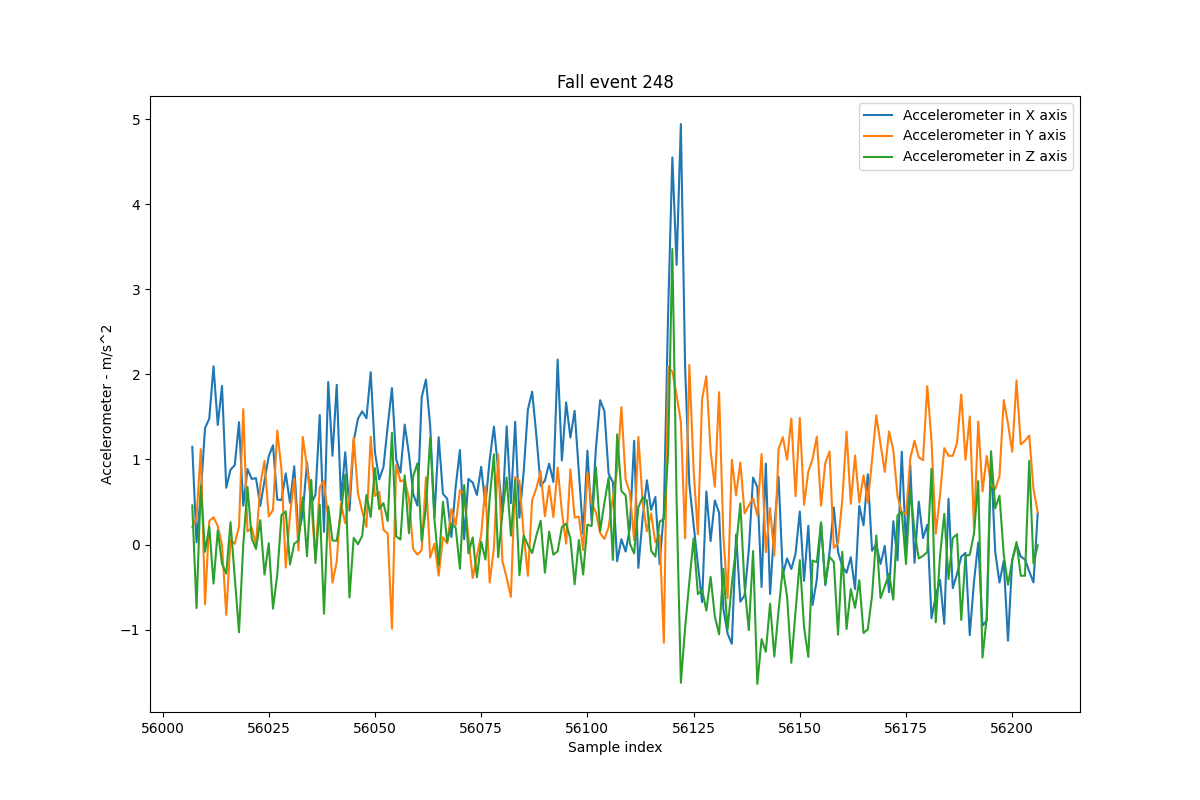 Fall event 248
Accelerometer in X axis
Accelerometer in Y axis
Accelerometer in Z axis
Accelerometer - m/s^2
5
4
3
2
1
0
−1
56000 56025 56050 56075 56100 56125 56150 56175 56200
Sample index